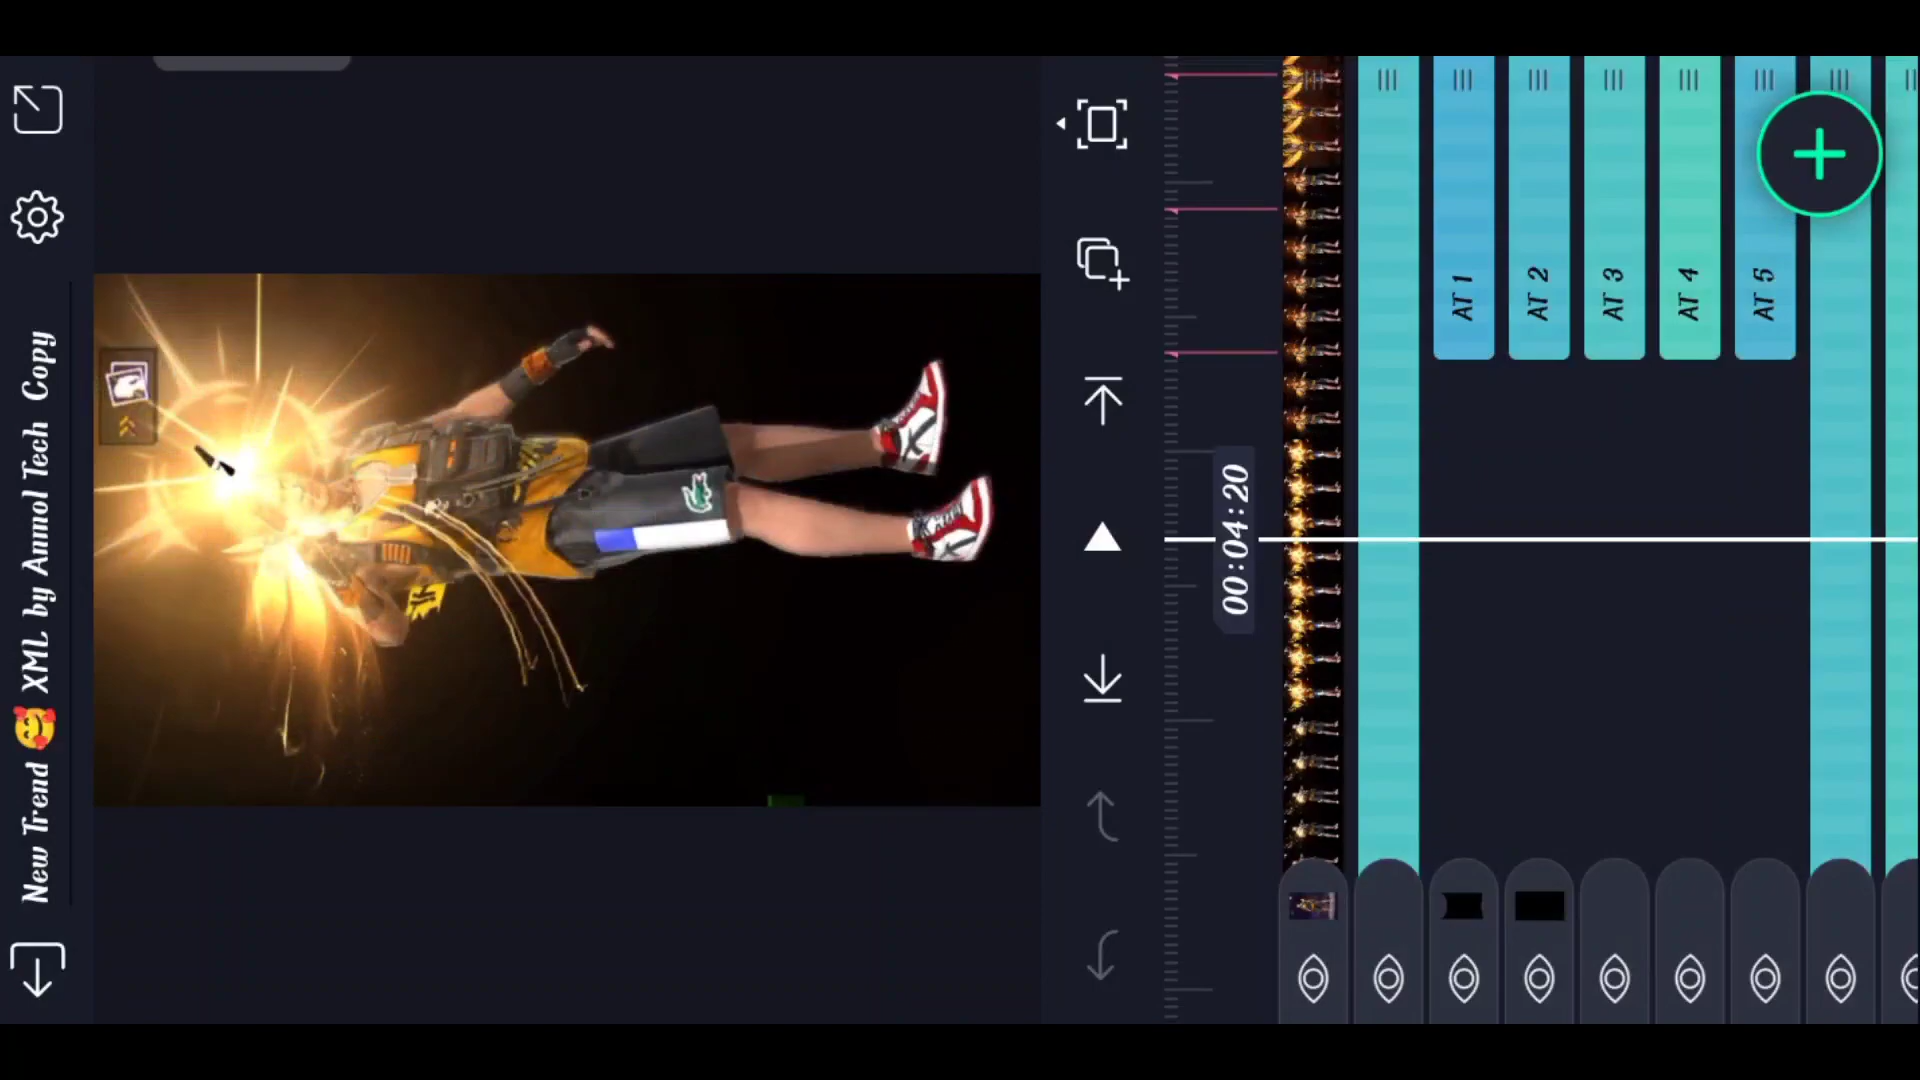 New Trend 🥰 XML by Anmol Tech Copy
00:04:20
AT 1
AT 2
AT 3
AT 4
AT 5